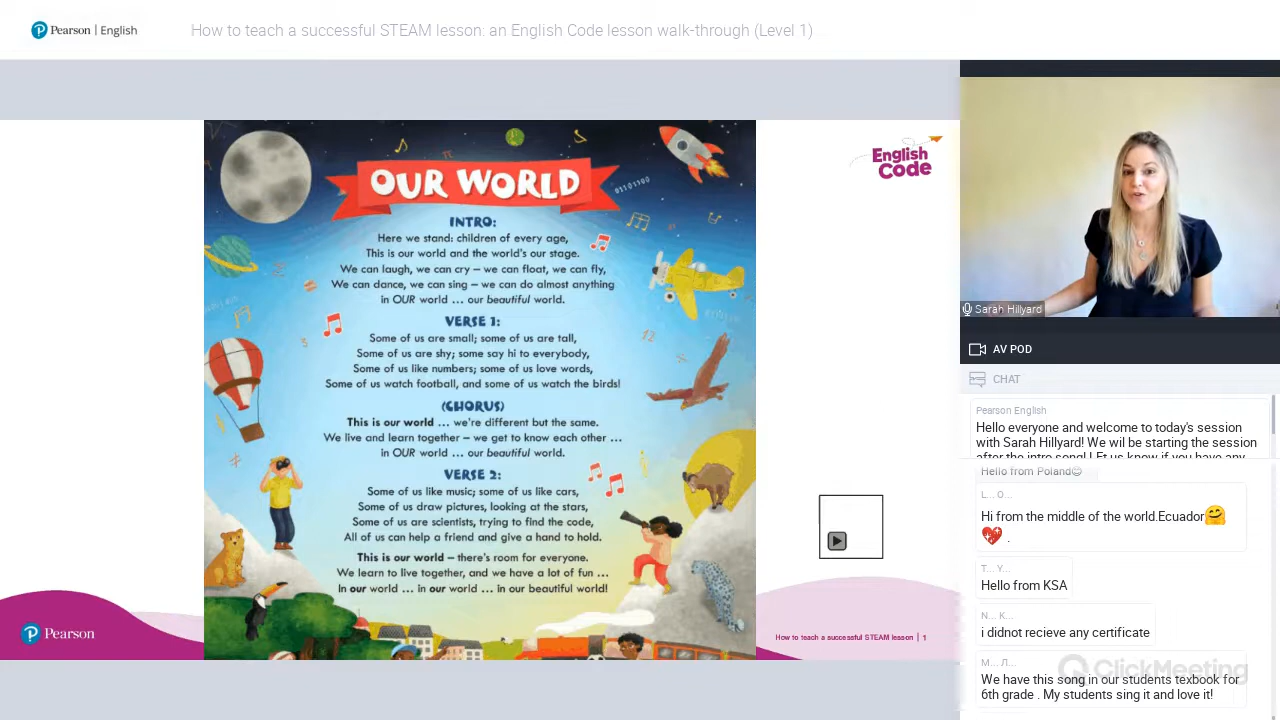 Pearson | English
How to teach a successful STEAM lesson: an English Code lesson walk-through (Level 1)
OUR WORLD
01101100
INTRO:
Here we stand: children of every age,
This is our world and the world's our stage.
We can laugh, we can cry – we can float, we can fly,
We can dance, we can sing – we can do almost anything
in OUR world ... our beautiful world.
VERSE 1:
Some of us are small; some of us are tall,
Some of us are shy; some say hi to everybody,
Some of us like numbers; some of us love words,
Some of us watch football, and some of us watch the birds!
(CHORUS)
This is our world ... we're different but the same.
We live and learn together – we get to know each other ...
in OUR world ... our beautiful world.
VERSE 2:
Some of us like music; some of us like cars,
Some of us draw pictures, looking at the stars,
Some of us are scientists, trying to find the code,
All of us can help a friend and give a hand to hold.
This is our world – there's room for everyone.
We learn to live together, and we have a lot of fun ...
In our world ... in our world ... in our beautiful world!
English
Code
Pearson
How to teach a successful STEAM lesson | 1
Sarah Hillyard
AV POD
CHAT
Pearson English
Hello everyone and welcome to today's session
with Sarah Hillyard! We wil be starting the session
after the intro song! Let us know if you have any
Hello from Poland😊
L... O...
Hi from the middle of the world.Ecuador🤗
💖 .
T... Y...
Hello from KSA
N... K...
i didnot recieve any certificate
М... Л...
We have this song in our students texbook for
6th grade . My students sing it and love it!
ClickMeeting